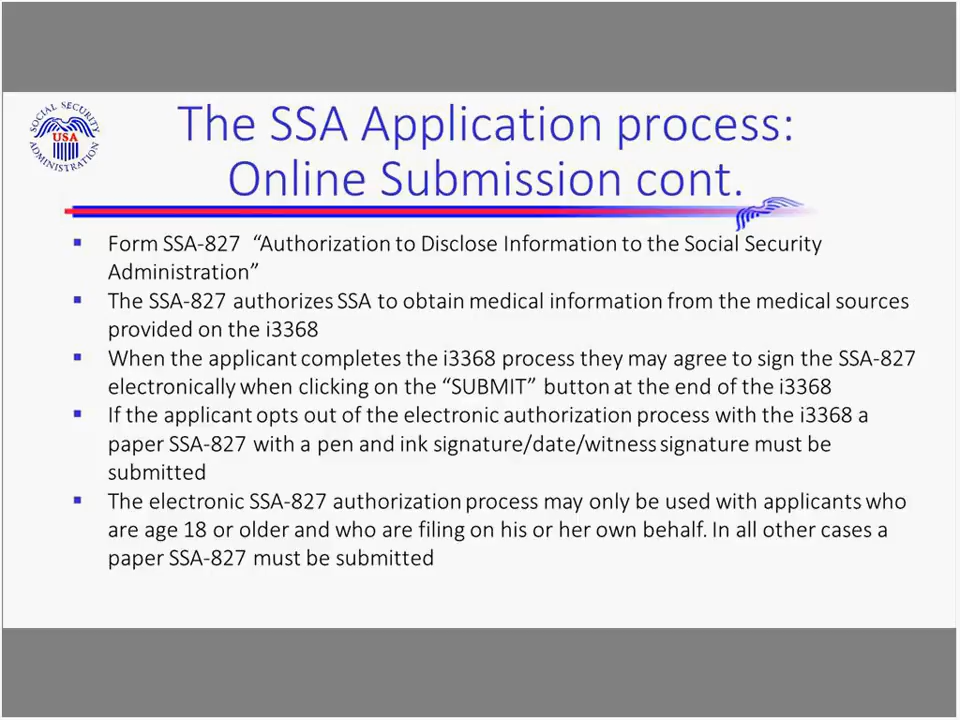 SOCIAL SECURITY
USA
ADMINISTRATION
The SSA Application process:
Online Submission cont.
Form SSA-827 “Authorization to Disclose Information to the Social Security
Administration”
The SSA-827 authorizes SSA to obtain medical information from the medical sources
provided on the i3368
When the applicant completes the i3368 process they may agree to sign the SSA-827
electronically when clicking on the “SUBMIT” button at the end of the i3368
If the applicant opts out of the electronic authorization process with the i3368 a
paper SSA-827 with a pen and ink signature/date/witness signature must be
submitted
The electronic SSA-827 authorization process may only be used with applicants who
are age 18 or older and who are filing on his or her own behalf. In all other cases a
paper SSA-827 must be submitted